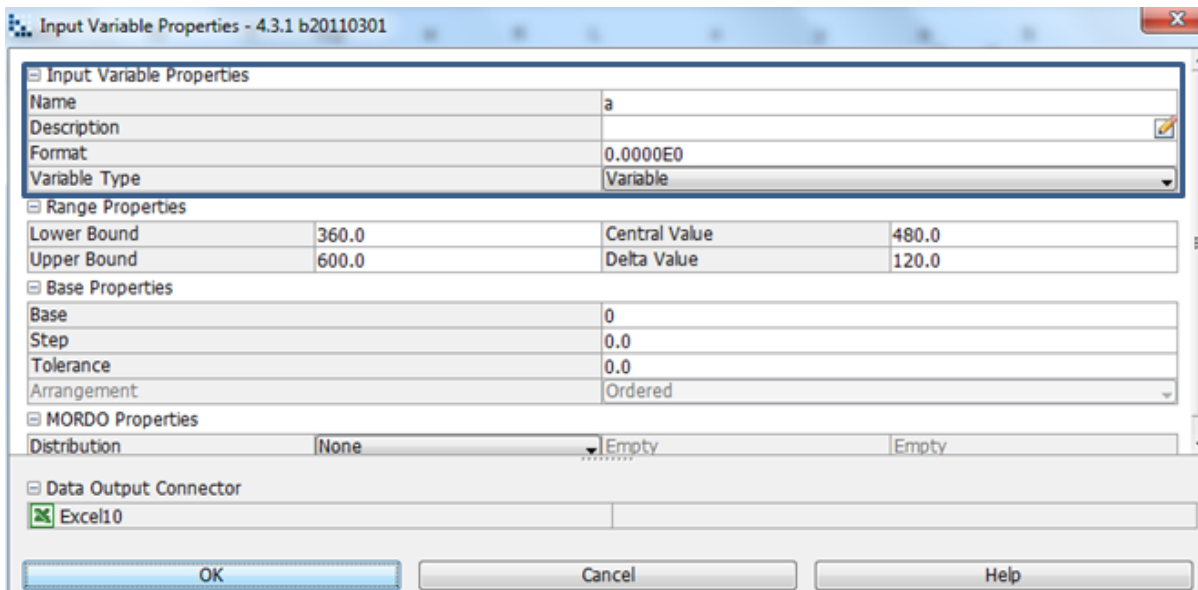 Input Variable Properties - 4.3.1 b20110301
Input Variable Properties
Name a
Description
Format 0.0000E0
Variable Type Variable
Range Properties
Lower Bound 360.0 Central Value 480.0
Upper Bound 600.0 Delta Value 120.0
Base Properties
Base 0
Step 0.0
Tolerance 0.0
Arrangement Ordered
MORDO Properties
Distribution None Empty Empty
Data Output Connector
Excel10
OK Cancel Help